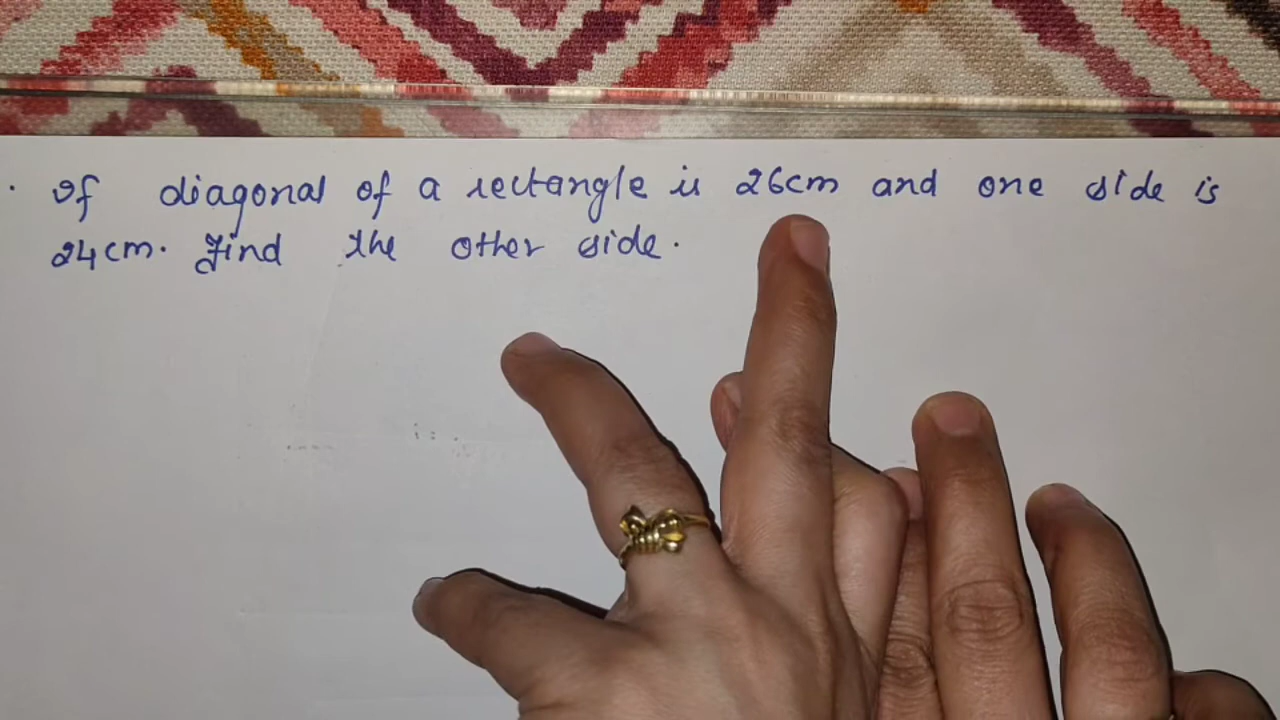 If diagonal of a rectangle is 26cm and one side is
24cm. Find the other side.